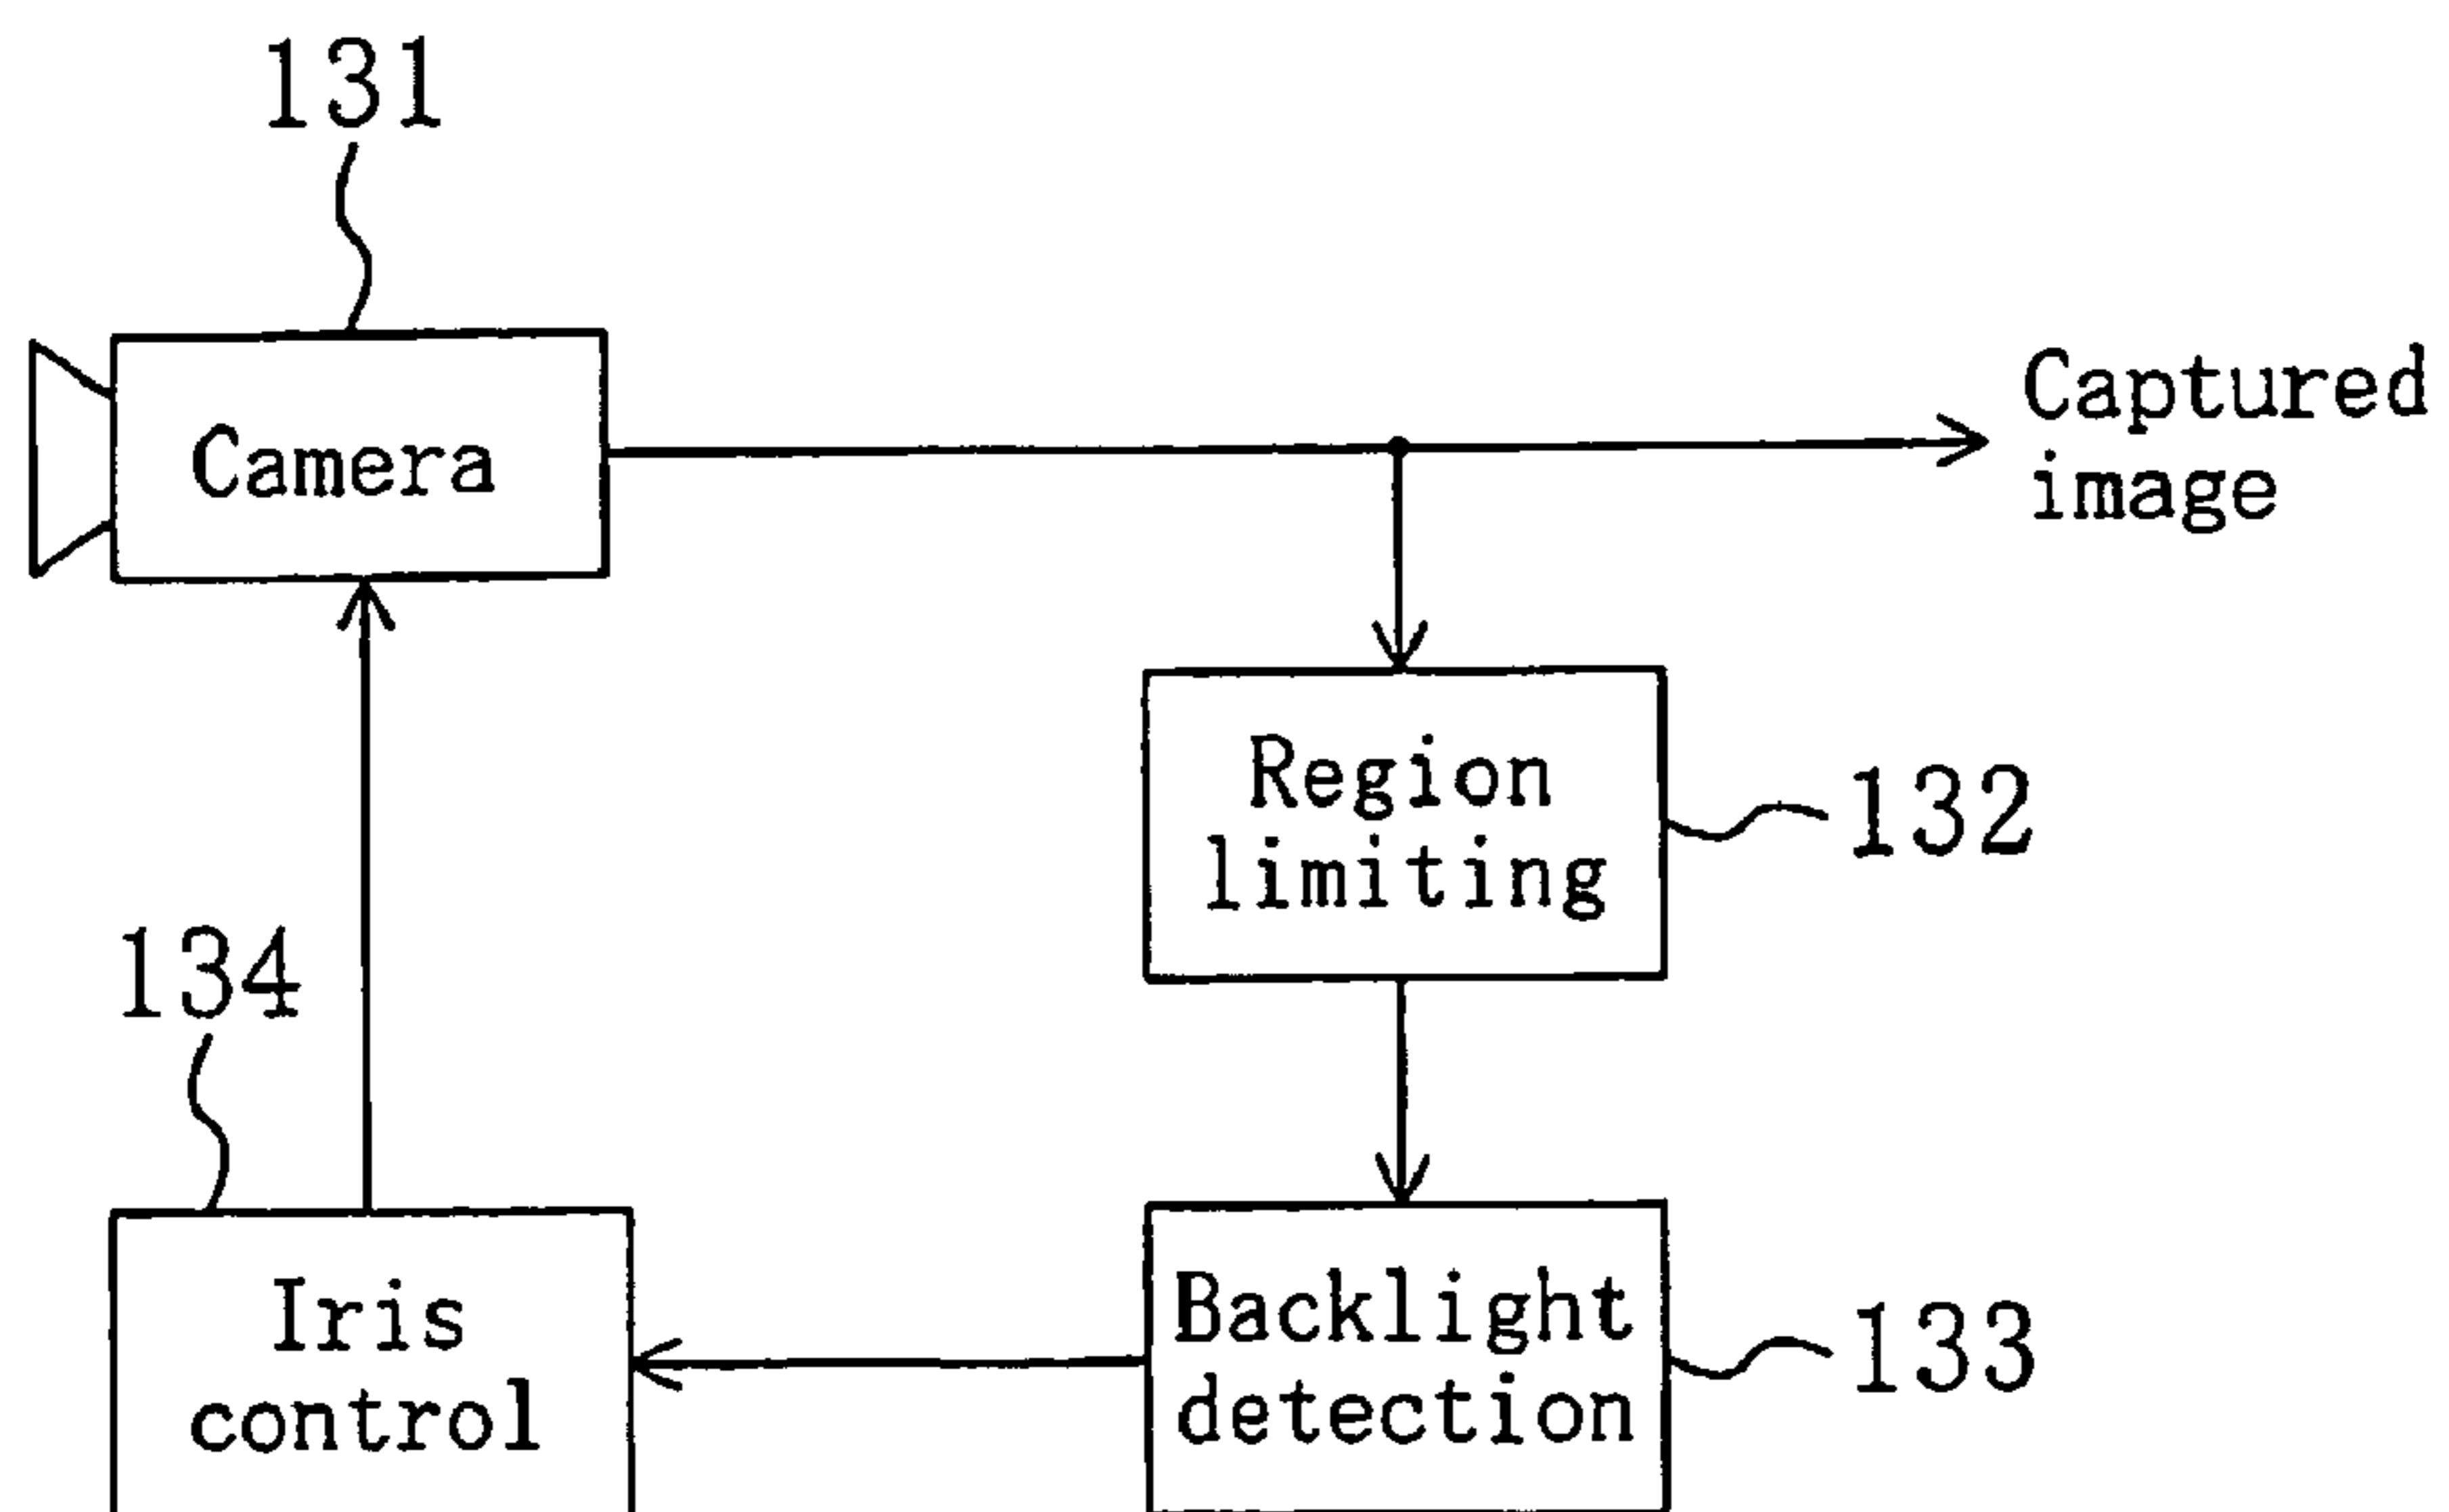 131
Camera
Captured
image
Region
limiting
132
134
Iris
control
Backlight
detection
133